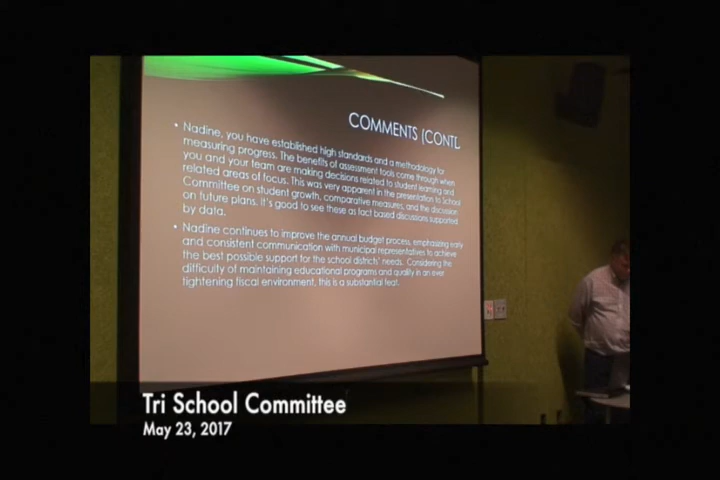 COMMENTS (CONT.
• Nadine, you have established high standards and a methodology for
measuring progress. The benefits of assessment tools come through when
you and your team are making decisions related to student learning and
related areas of focus. This was very apparent in the presentation to School
Committee on student growth, comparative measures, and the discussion
on future plans. It's good to see these as fact based discussions supported
by data.
• Nadine continues to improve the annual budget process, emphasizing early
and consistent communication with municipal representatives to achieve
the best possible support for the school districts' needs. Considering the
difficulty of maintaining educational programs and quality in an ever
tightening fiscal environment, this is a substantial feat.
Tri School Committee
May 23, 2017